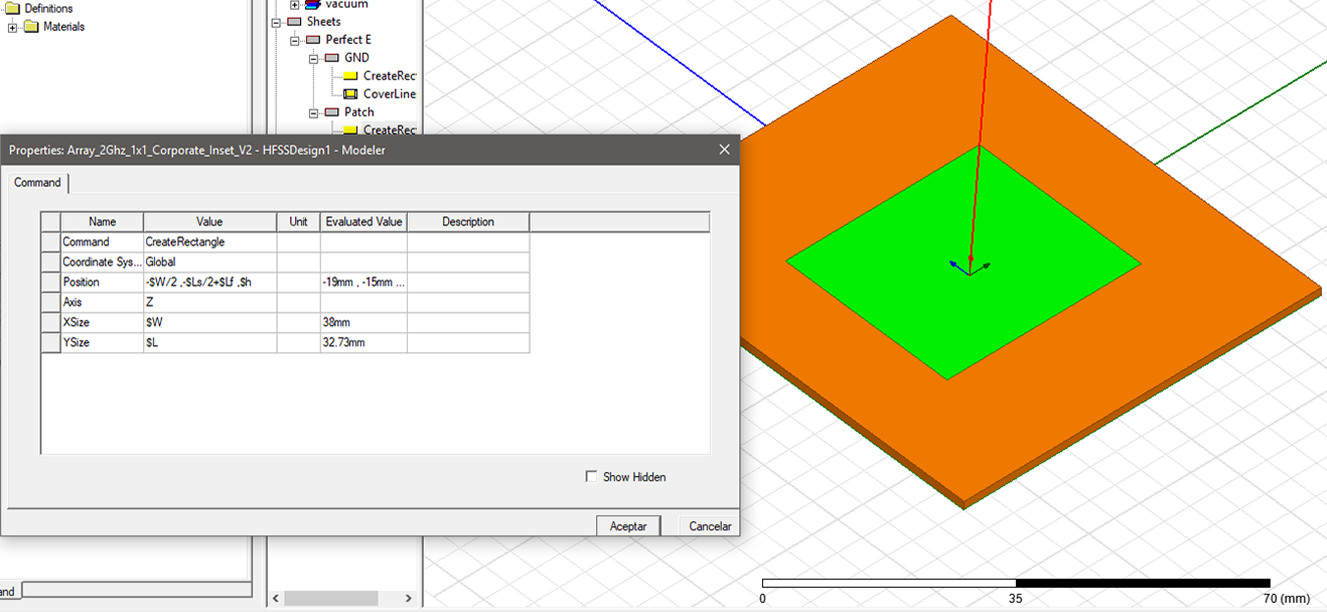 Definitions
Materials
vacuum
Sheets
Perfect E
GND
CreateRec
CoverLine
Patch
CreateRec
Properties: Array_2Ghz_1x1_Corporate_Inset_V2 - HFSSDesign1 - Modeler
Command
Name Value Unit Evaluated Value Description
Command CreateRectangle
Coordinate Sys... Global
Position -$W/2 ,-$Ls/2+$Lf ,$h -19mm , -15mm ...
Axis Z
XSize $W 38mm
YSize $L 32.73mm
Show Hidden
Aceptar Cancelar
and
0 35 70 (mm)